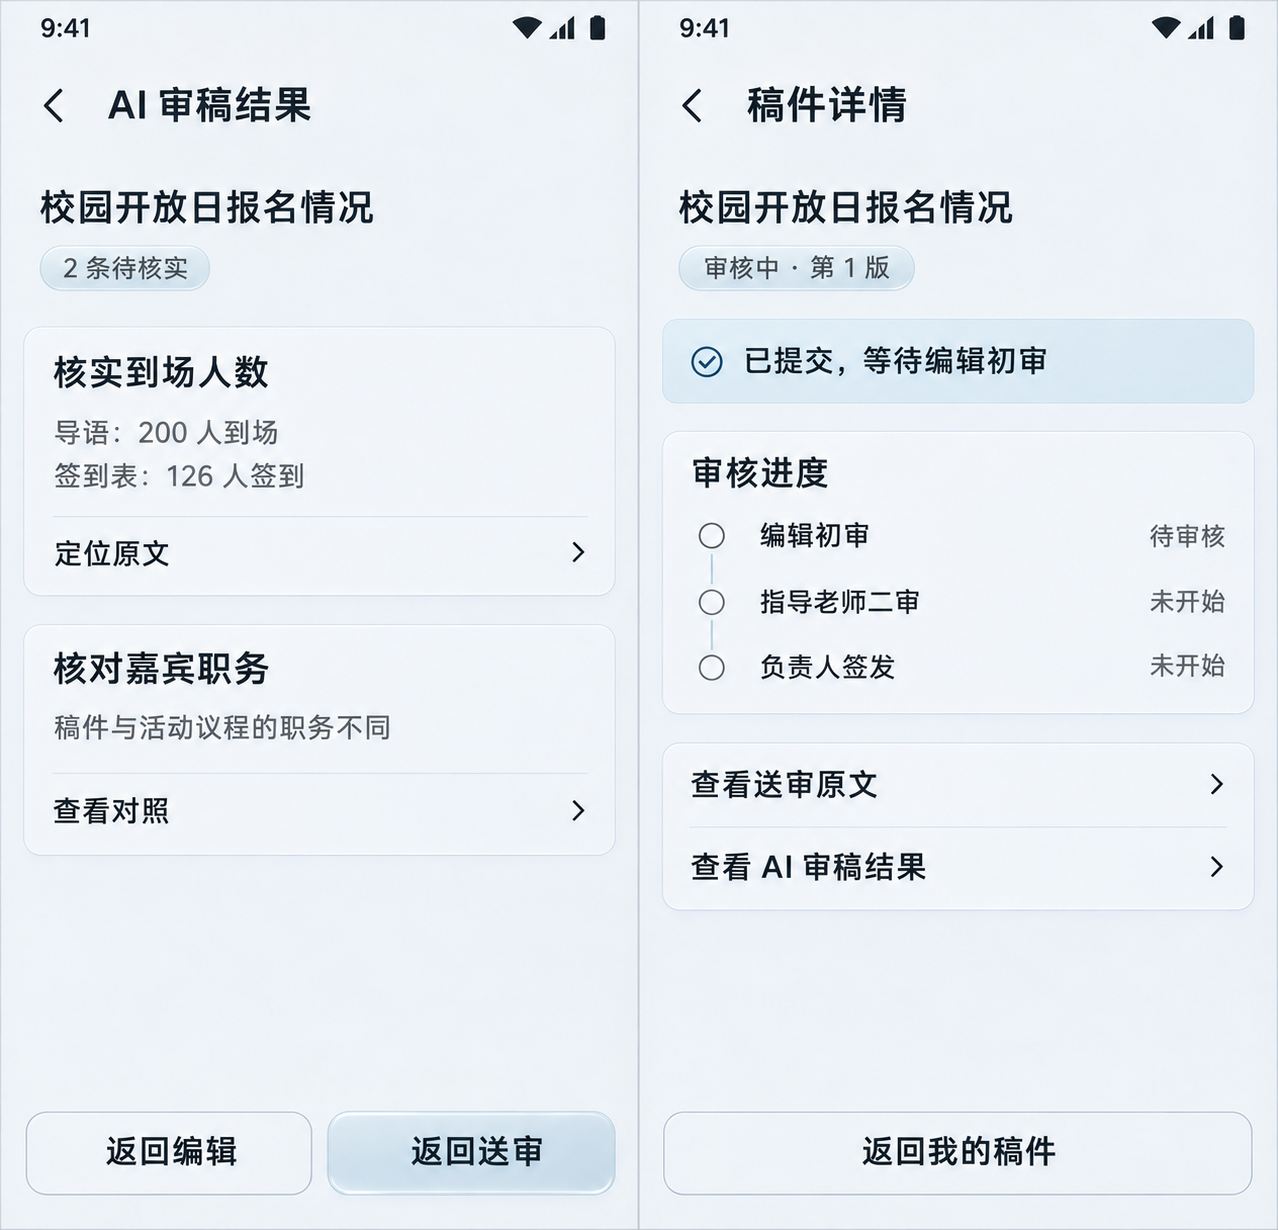 9:41
AI 审稿结果
校园开放日报名情况
2 条待核实
核实到场人数
导语：200 人到场
签到表：126 人签到
定位原文
核对嘉宾职务
稿件与活动议程的职务不同
查看对照
返回编辑
返回送审
9:41
稿件详情
校园开放日报名情况
审核中 · 第 1 版
已提交，等待编辑初审
审核进度
编辑初审 待审核
指导老师二审 未开始
负责人签发 未开始
查看送审原文
查看 AI 审稿结果
返回我的稿件